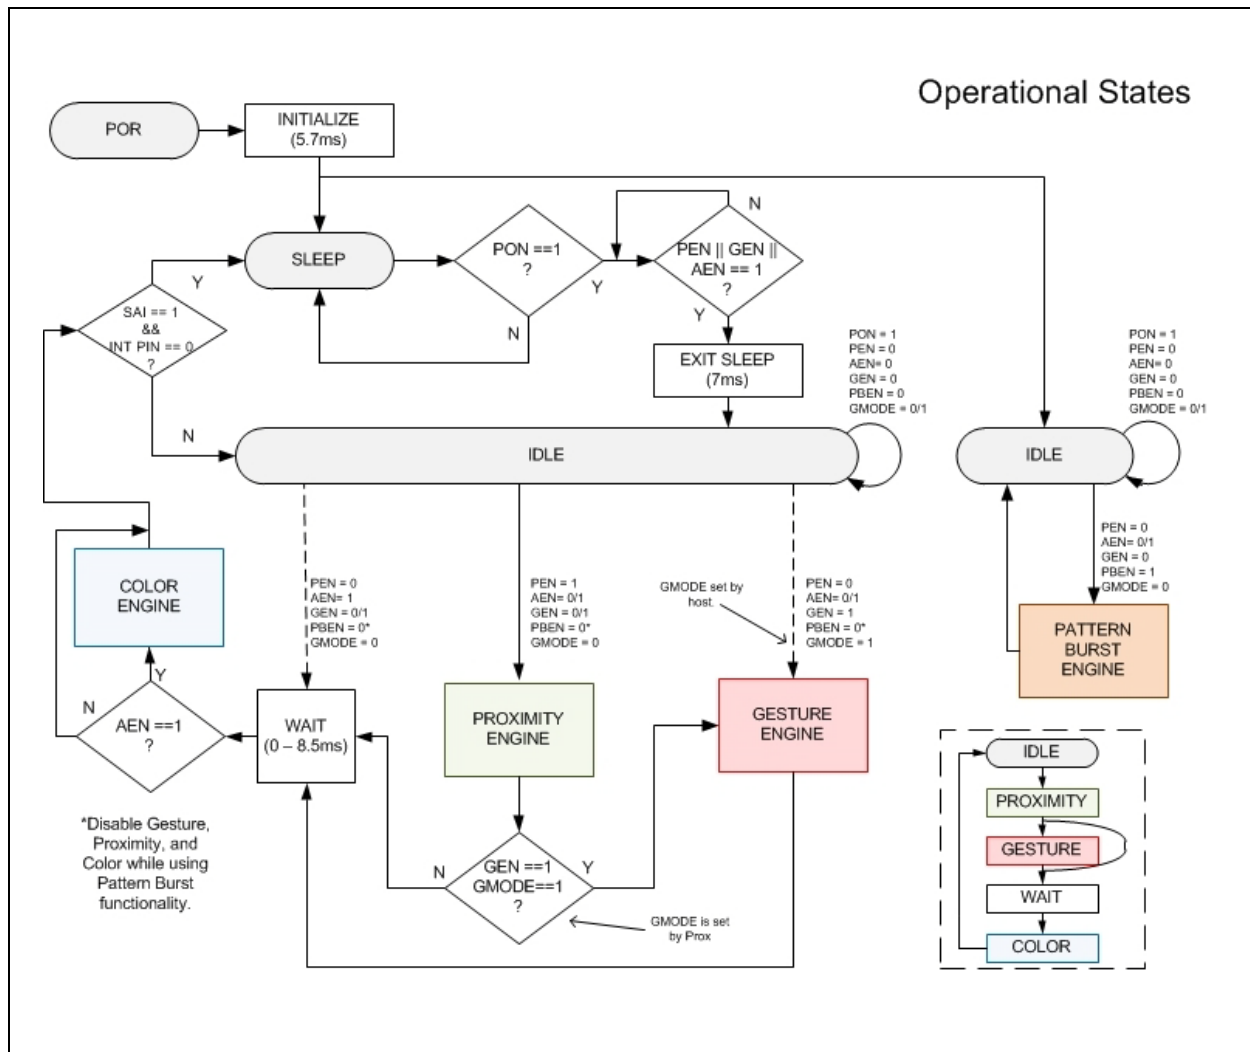 Operational States
POR
INITIALIZE
(5.7ms)
SLEEP
PON ==1
?
Y
N
PEN || GEN ||
AEN == 1
?
N
Y
SAI == 1
&&
INT PIN == 0
?
Y
N
EXIT SLEEP
(7ms)
PON = 1
PEN = 0
AEN= 0
GEN = 0
PBEN = 0
GMODE = 0/1
PON = 1
PEN = 0
AEN= 0
GEN = 0
PBEN = 0
GMODE = 0/1
IDLE
IDLE
COLOR
ENGINE
PEN = 0
AEN= 1
GEN = 0/1
PBEN = 0*
GMODE = 0
PEN = 1
AEN= 0/1
GEN = 0/1
PBEN = 0*
GMODE = 0
GMODE set by
host.
PEN = 0
AEN= 0/1
GEN = 1
PBEN = 0*
GMODE = 1
PEN = 0
AEN= 0/1
GEN = 0
PBEN = 1
GMODE = 0
PATTERN
BURST
ENGINE
Y
N
AEN ==1
?
WAIT
(0 – 8.5ms)
PROXIMITY
ENGINE
GESTURE
ENGINE
*Disable Gesture,
Proximity, and
Color while using
Pattern Burst
functionality.
N
GEN ==1
GMODE==1
?
Y
GMODE is set
by Prox
IDLE
PROXIMITY
GESTURE
WAIT
COLOR